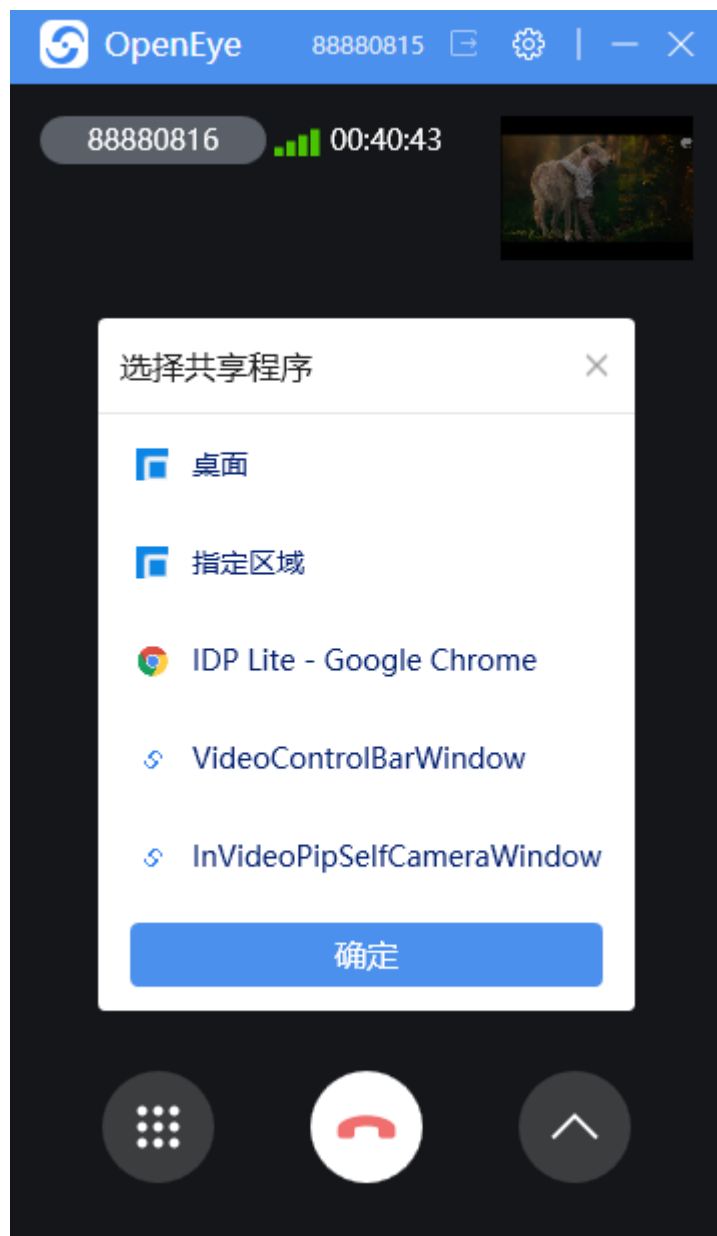 OpenEye 88880815
88880816 00:40:43
选择共享程序
桌面
指定区域
IDP Lite - Google Chrome
VideoControlBarWindow
InVideoPipSelfCameraWindow
确定